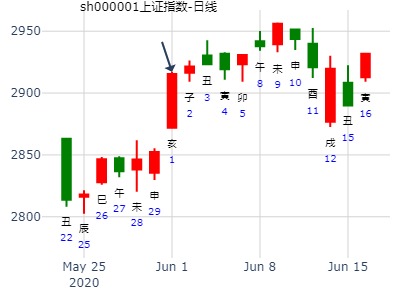 sh000001上证指数-日线
2950
2900
2850
2800
丑
22
辰
25
巳
26
午
27
未
28
申
29
亥
1
子
2
丑
3
寅
4
卯
5
午
8
未
9
申
10
酉
11
戌
12
丑
15
寅
16
May 25
2020
Jun 1
Jun 8
Jun 15